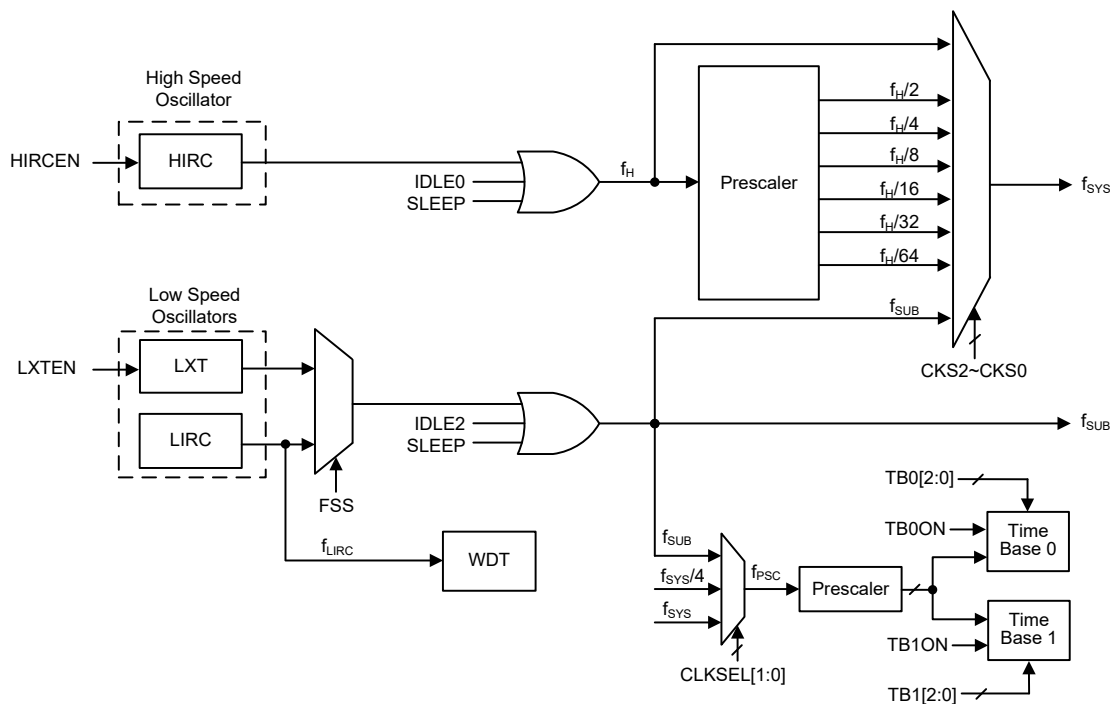 High Speed
Oscillator
HIRCEN
HIRC
IDLE0
SLEEP
fH
Prescaler
fH/2
fH/4
fH/8
fH/16
fH/32
fH/64
fSUB
fSYS
CKS2~CKS0
Low Speed
Oscillators
LXTEN
LXT
LIRC
FSS
IDLE2
SLEEP
fSUB
fLIRC
WDT
fSUB
fSYS/4
fSYS
fPSC
Prescaler
CLKSEL[1:0]
TB0[2:0]
TB0ON
Time
Base 0
Time
Base 1
TB1ON
TB1[2:0]